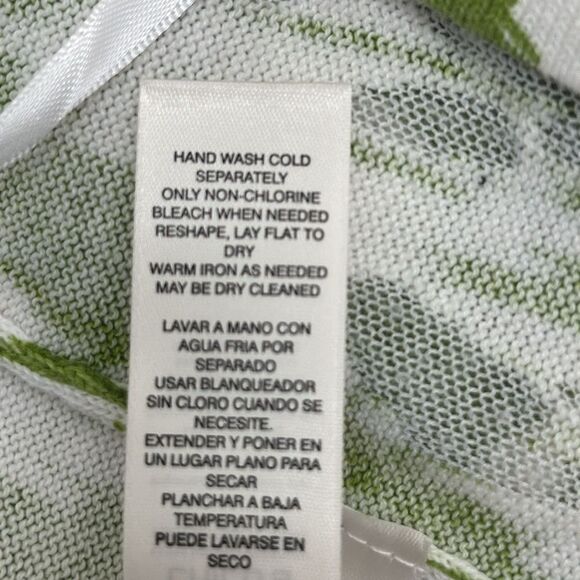 HAND WASH COLD
SEPARATELY
ONLY NON-CHLORINE
BLEACH WHEN NEEDED
RESHAPE, LAY FLAT TO
DRY
WARM IRON AS NEEDED
MAY BE DRY CLEANED
LAVAR A MANO CON
AGUA FRIA POR
SEPARADO
USAR BLANQUEADOR
SIN CLORO CUANDO SE
NECESITE.
EXTENDER Y PONER EN
UN LUGAR PLANO PARA
SECAR
PLANCHAR A BAJA
TEMPERATURA
PUEDE LAVARSE EN
SECO